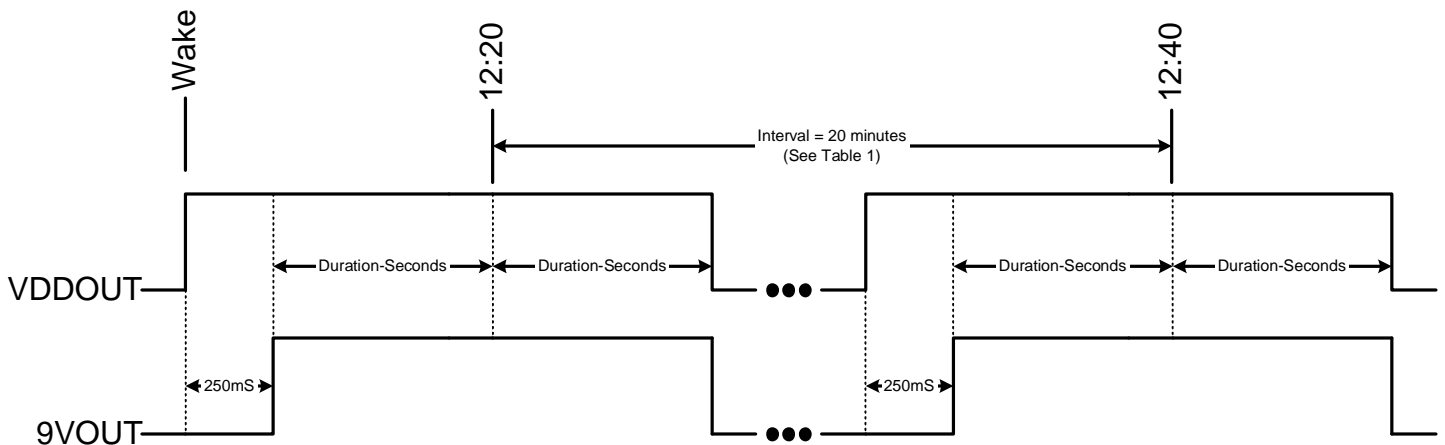 Wake
12:20
12:40
Interval = 20 minutes
(See Table 1)
VDDOUT
Duration-Seconds
Duration-Seconds
Duration-Seconds
Duration-Seconds
250mS
250mS
9VOUT